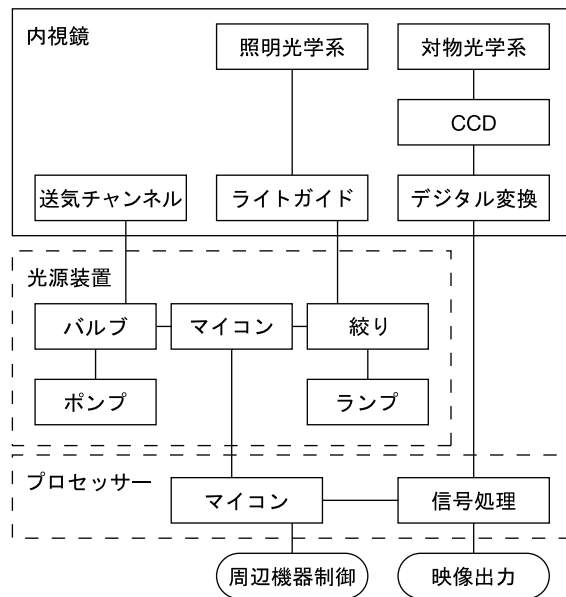 内視鏡
照明光学系
対物光学系
CCD
送気チャンネル
ライトガイド
デジタル変換
光源装置
バルブ
マイコン
絞り
ポンプ
ランプ
プロセッサー
マイコン
信号処理
周辺機器制御
映像出力